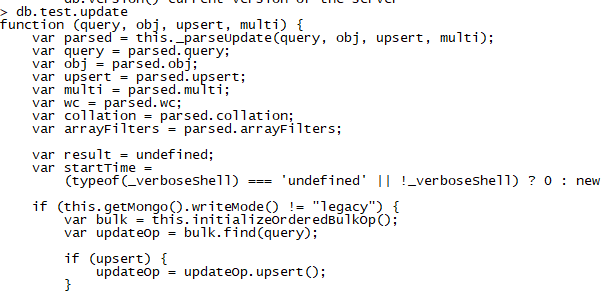 db.version() current version of the server
> db.test.update
function (query, obj, upsert, multi) {
    var parsed = this._parseUpdate(query, obj, upsert, multi);
    var query = parsed.query;
    var obj = parsed.obj;
    var upsert = parsed.upsert;
    var multi = parsed.multi;
    var wc = parsed.wc;
    var collation = parsed.collation;
    var arrayFilters = parsed.arrayFilters;

    var result = undefined;
    var startTime =
        (typeof(_verboseShell) === 'undefined' || !_verboseShell) ? 0 : new

    if (this.getMongo().writeMode() != "legacy") {
        var bulk = this.initializeOrderedBulkOp();
        var updateOp = bulk.find(query);

        if (upsert) {
            updateOp = updateOp.upsert();
        }